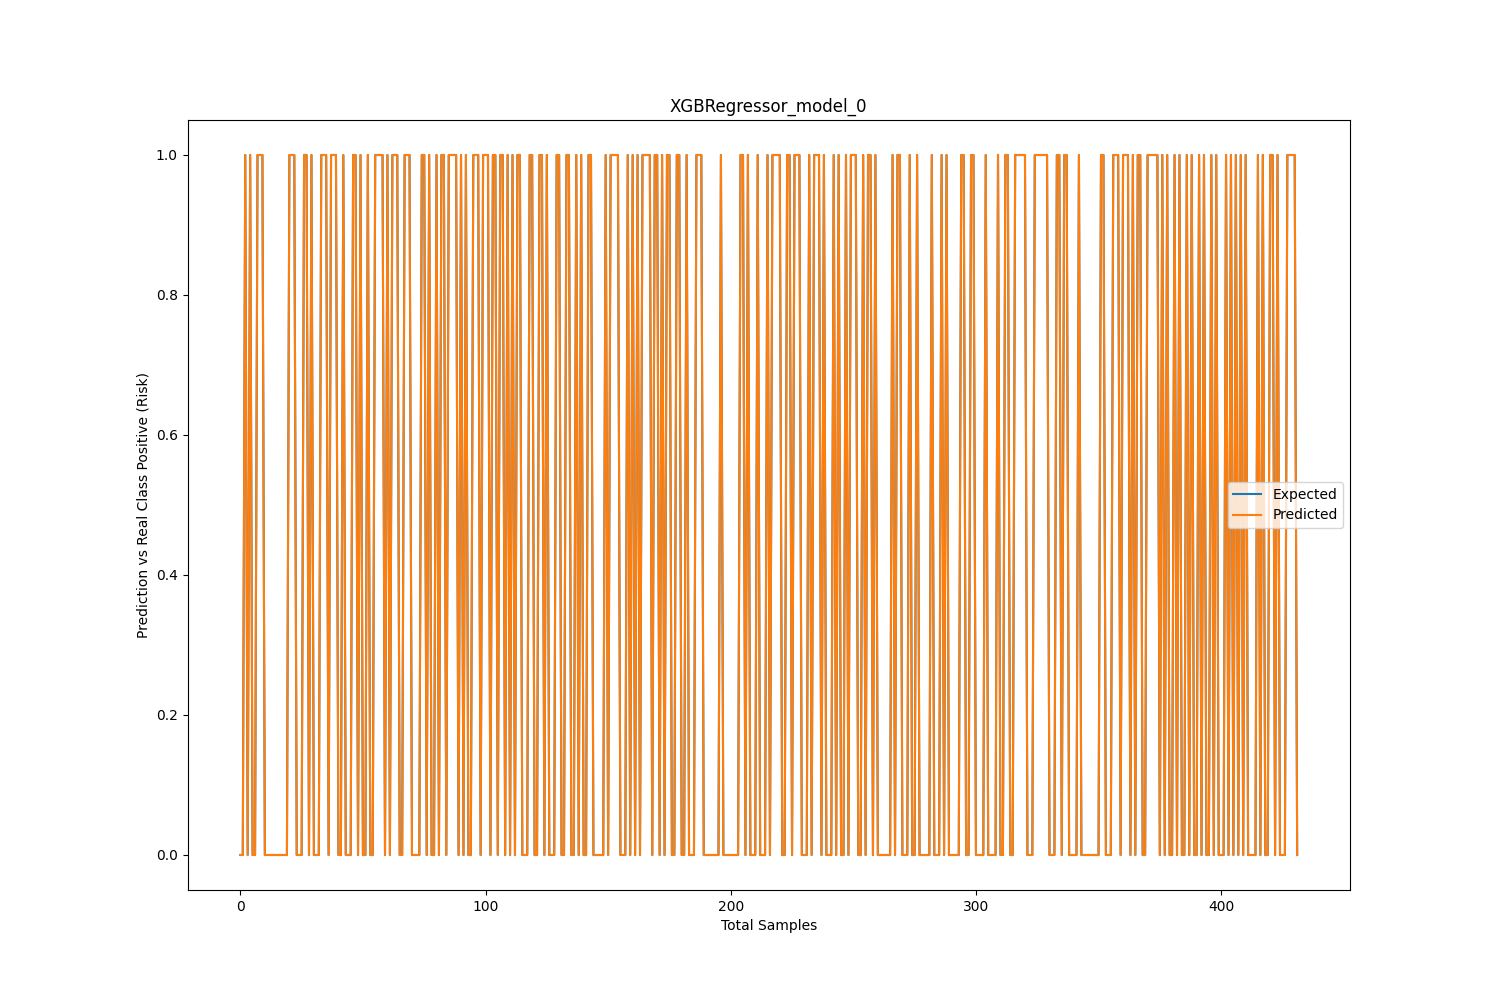 XGBRegressor_model_0
Prediction vs Real Class Positive (Risk)
1.0
0.8
0.6
0.4
0.2
0.0
Expected
Predicted
0 100 200 300 400
Total Samples